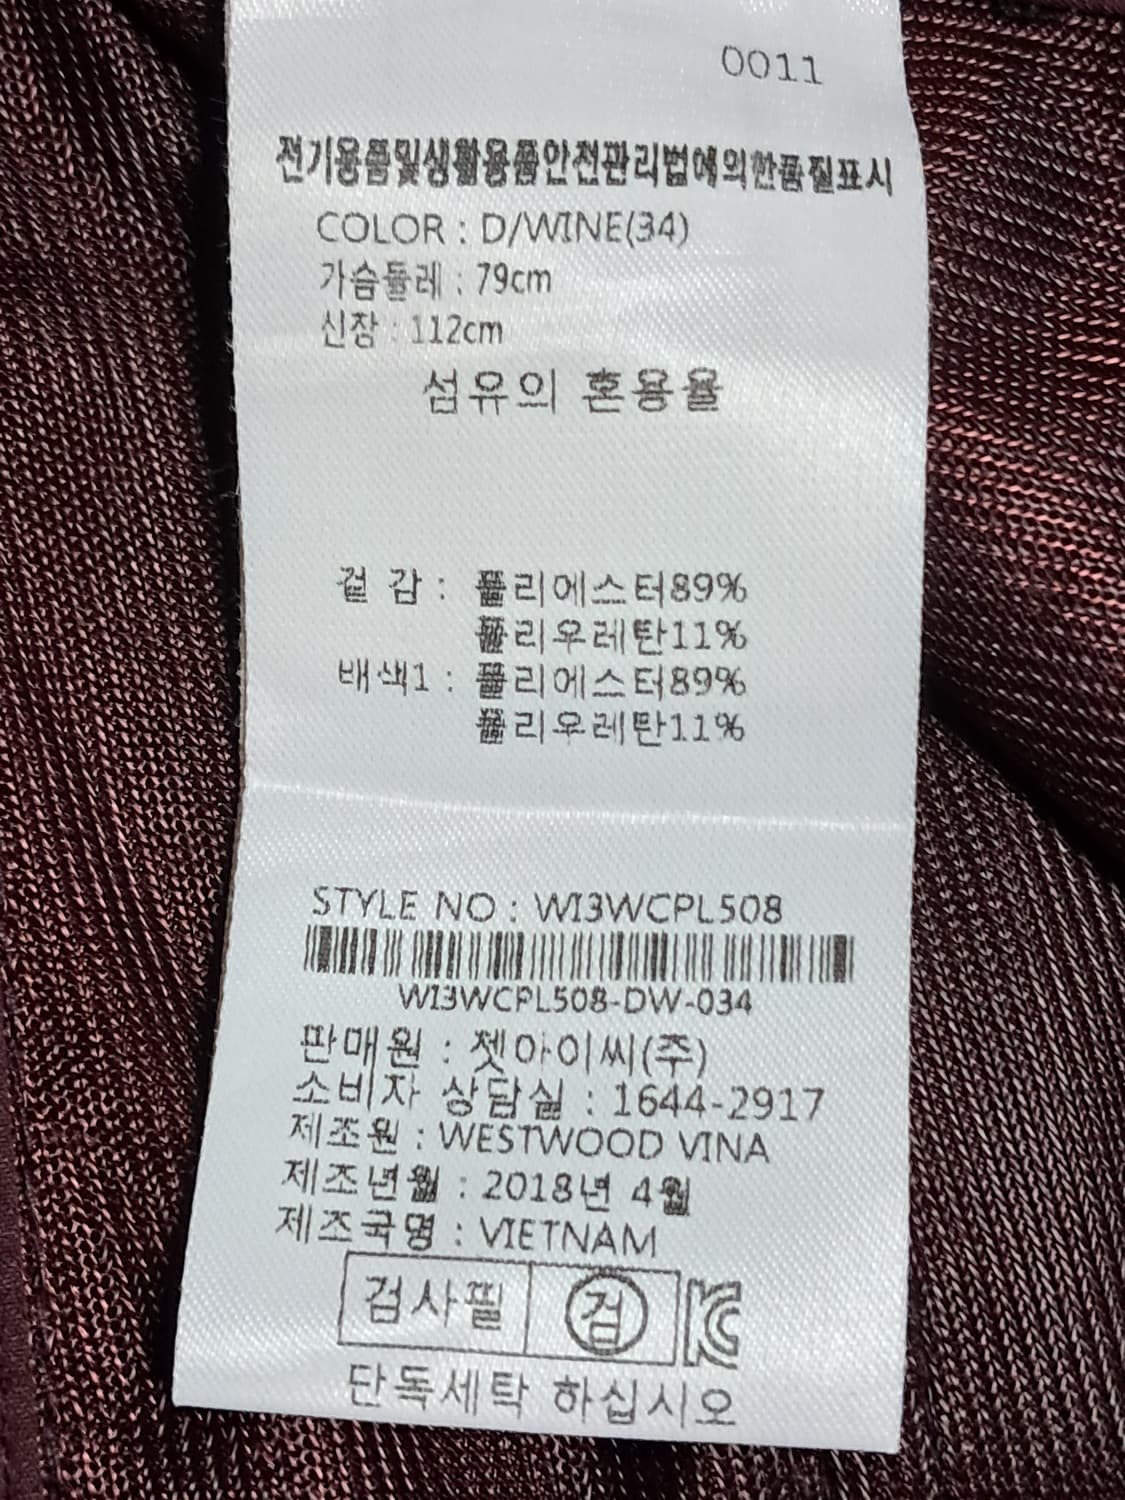 0011
전기용품및생활용품안전관리법에의한품질표시
COLOR : D/WINE(34)
가슴둘레 : 79cm
신장 : 112cm
섬유의 혼용율
겉 감 : 폴리에스터89%
폴리우레탄11%
배색1 : 폴리에스터89%
폴리우레탄11%
STYLE NO : WI3WCPL508
WI3WCPL508-DW-034
판매원 : 젯아이씨(주)
소비자 상담실 : 1644-2917
제조원 : WESTWOOD VINA
제조년월 : 2018년 4월
제조국명 : VIETNAM
검사필 검 KC
단독세탁 하십시오